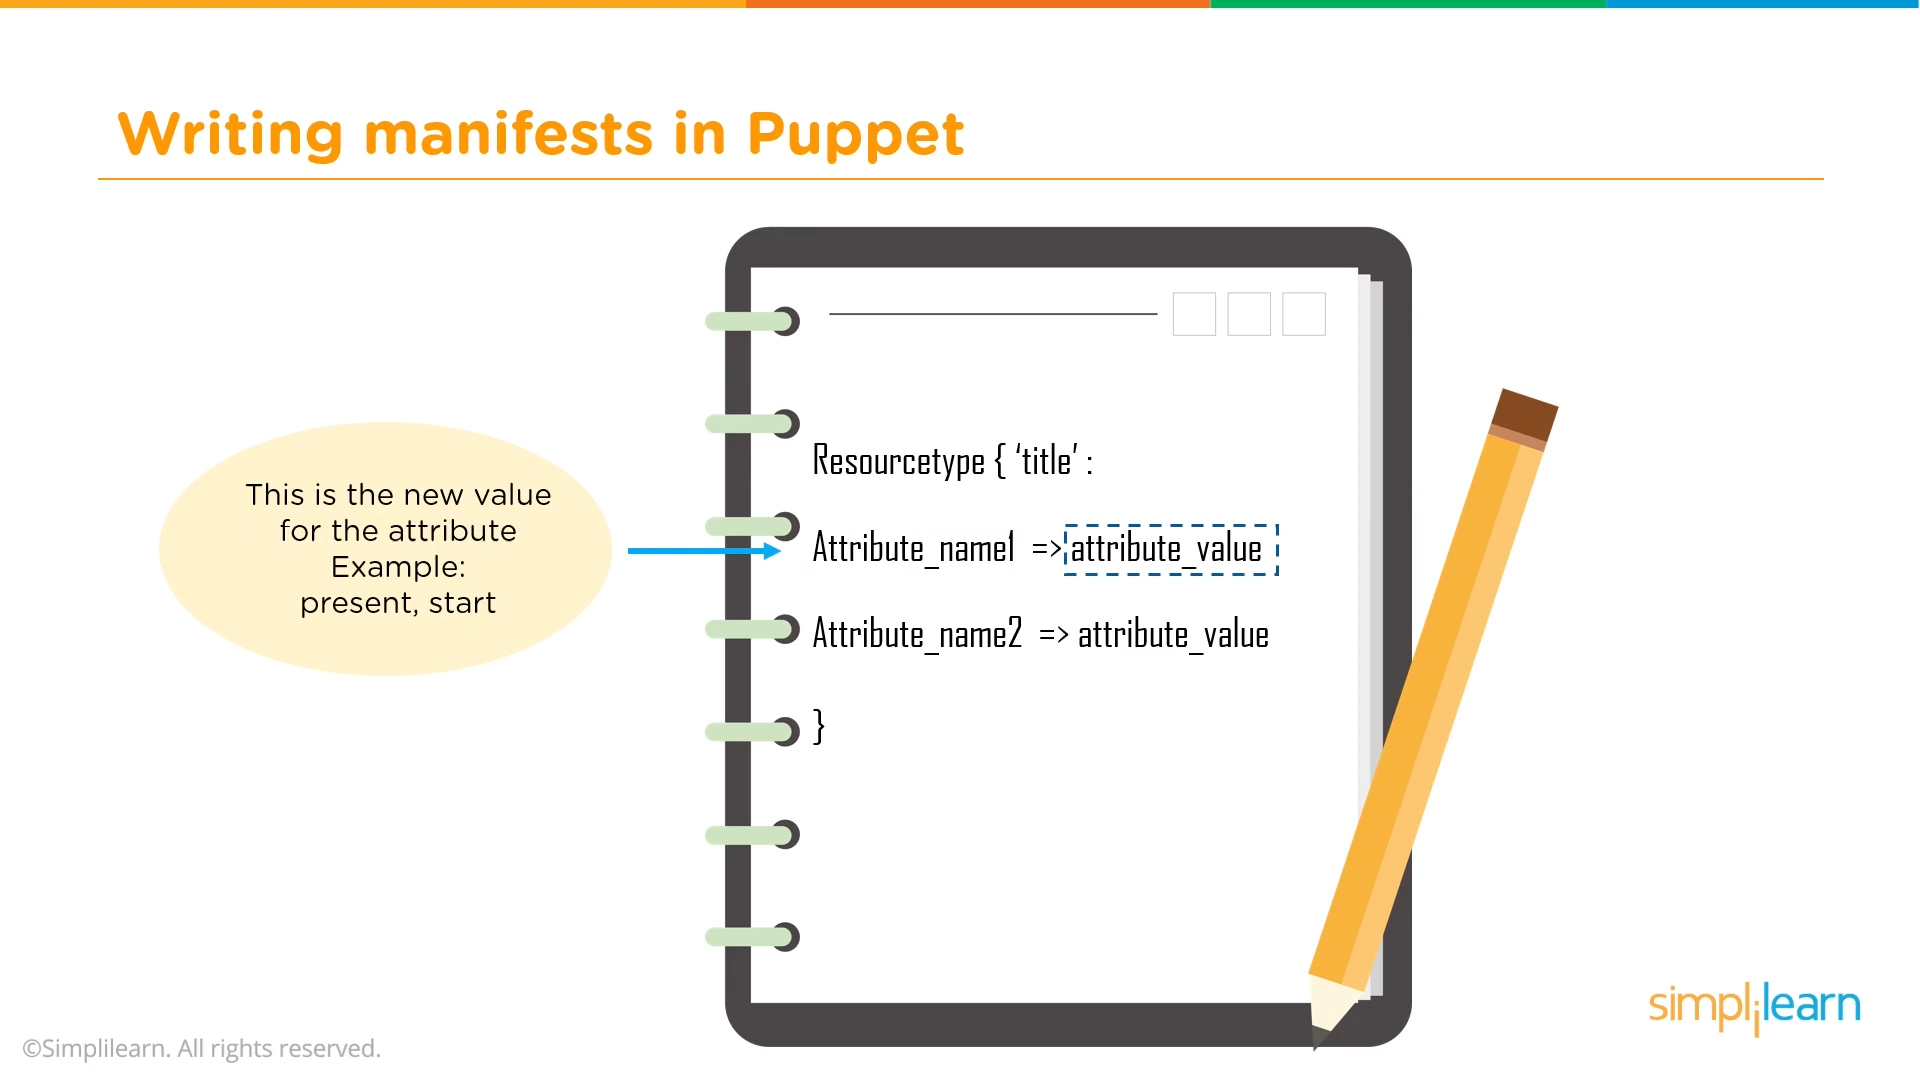 Writing manifests in Puppet
This is the new value
for the attribute
Example:
present, start
Resourcetype { ‘title’ :
Attribute_name1 => attribute_value
Attribute_name2 => attribute_value
}
simplilearn
©Simplilearn. All rights reserved.